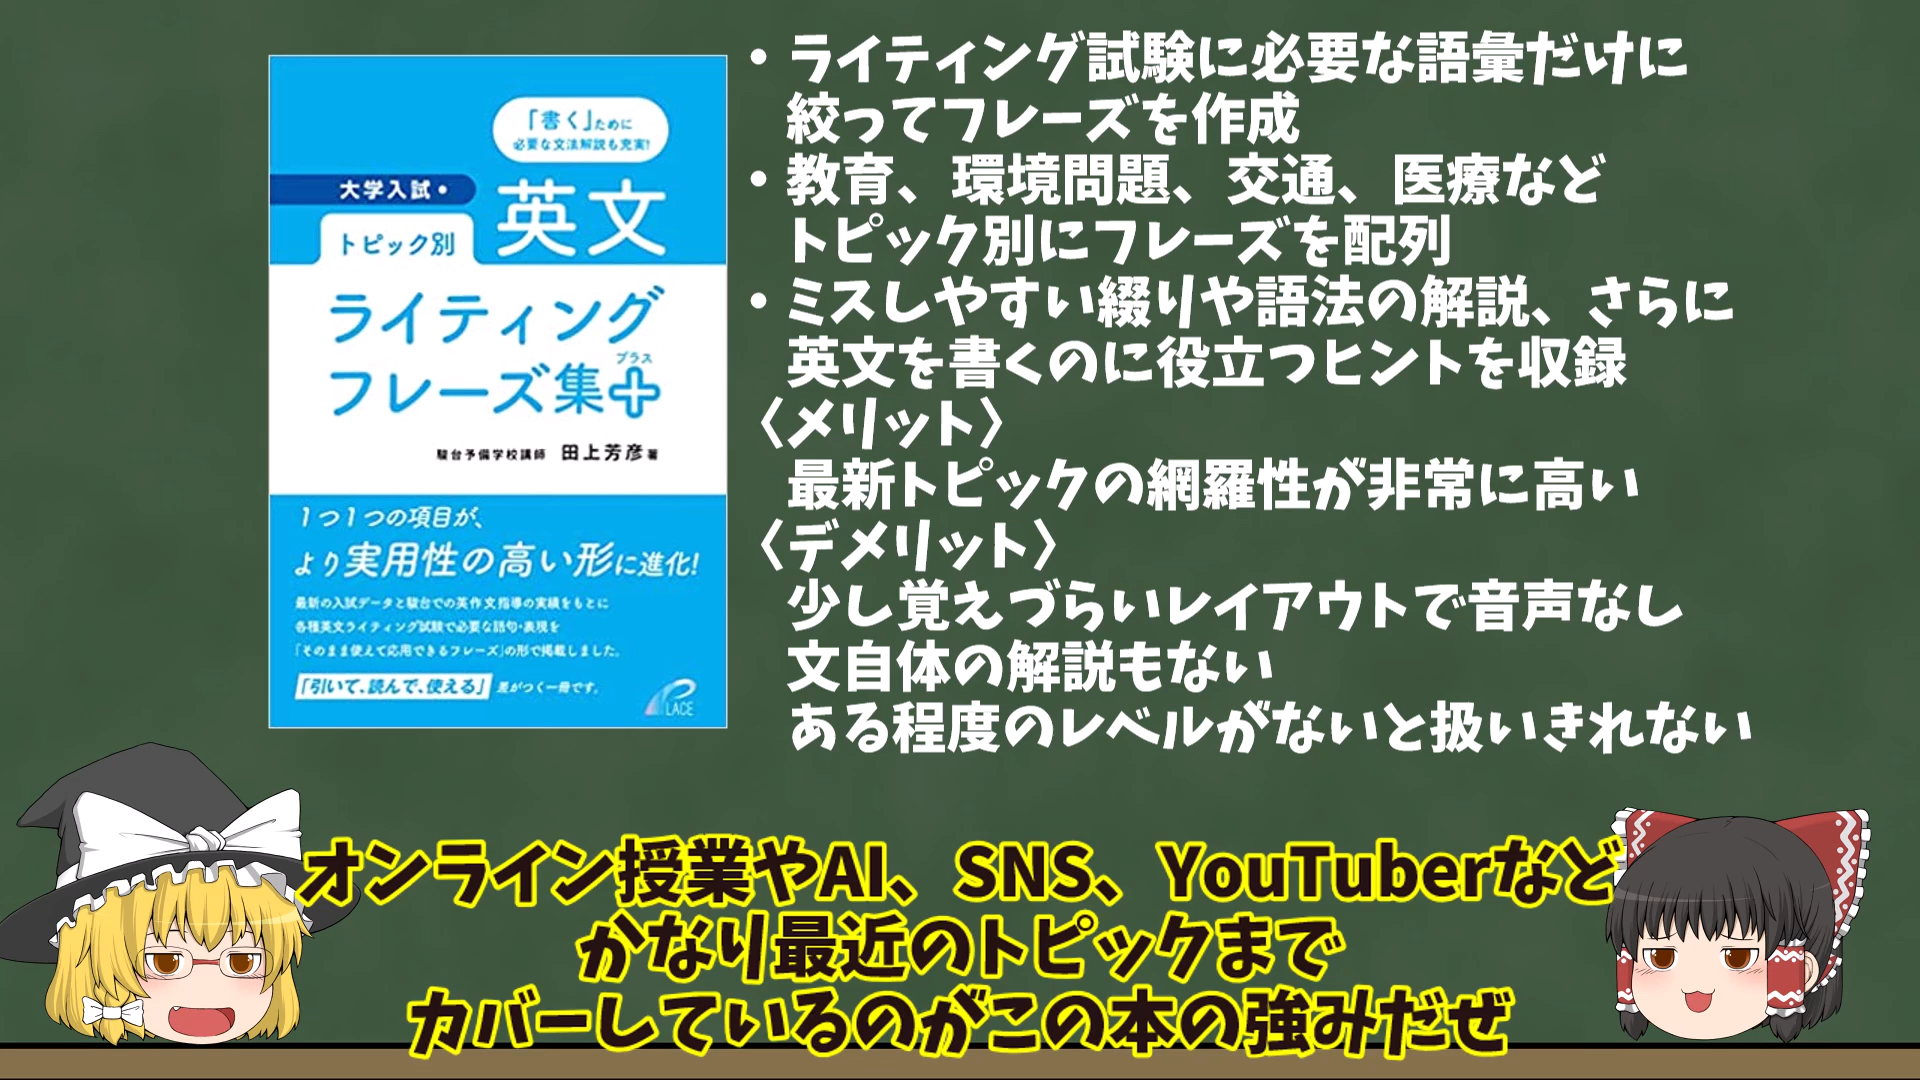 「書く」ために
必要な文法解説も充実!
大学入試・
トピック別
英文
ライティング
プラス
フレーズ集+
駿台予備学校講師 田上芳彦 著
1つ1つの項目が、
より実用性の高い形に進化!
最新の入試データと駿台での英作文指導の実績をもとに
各種英文ライティング試験で必要な語句・表現を
「そのまま使えて応用できるフレーズ」の形で掲載しました。
「引いて、読んで、使える」差がつく一冊です。
PLACE
・ライティング試験に必要な語彙だけに
絞ってフレーズを作成
・教育、環境問題、交通、医療など
トピック別にフレーズを配列
・ミスしやすい綴りや語法の解説、さらに
英文を書くのに役立つヒントを収録
〈メリット〉
最新トピックの網羅性が非常に高い
〈デメリット〉
少し覚えづらいレイアウトで音声なし
文自体の解説もない
ある程度のレベルがないと扱いきれない
オンライン授業やAI、SNS、YouTuberなど
かなり最近のトピックまで
カバーしているのがこの本の強みだぜ